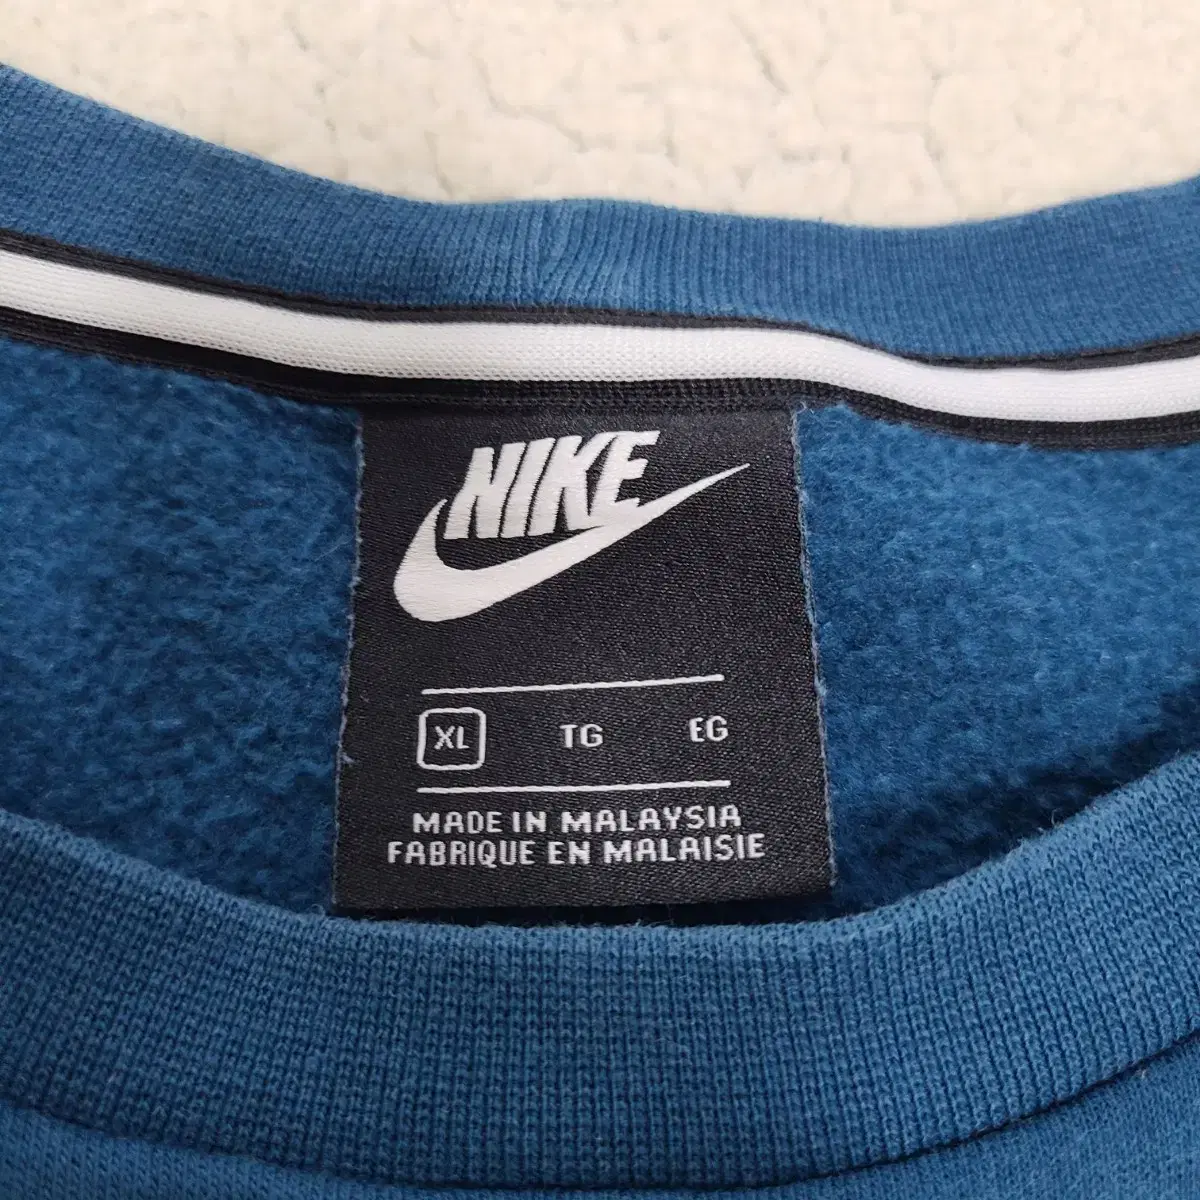 NIKE
XL TG EG
MADE IN MALAYSIA
FABRIQUE EN MALAISIE